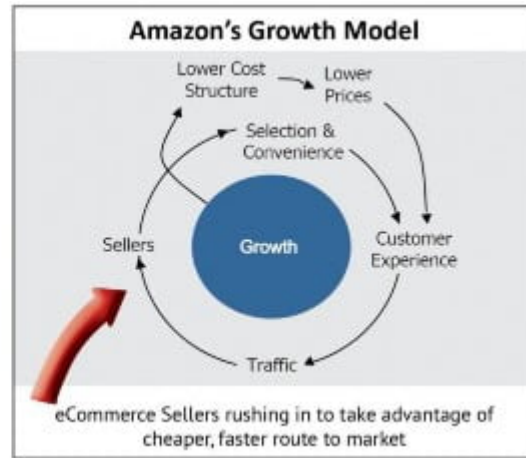 Amazon's Growth Model
Lower Cost
Structure
Lower
Prices
Selection &
Convenience
Sellers
Growth
Customer
Experience
Traffic
eCommerce Sellers rushing in to take advantage of
cheaper, faster route to market